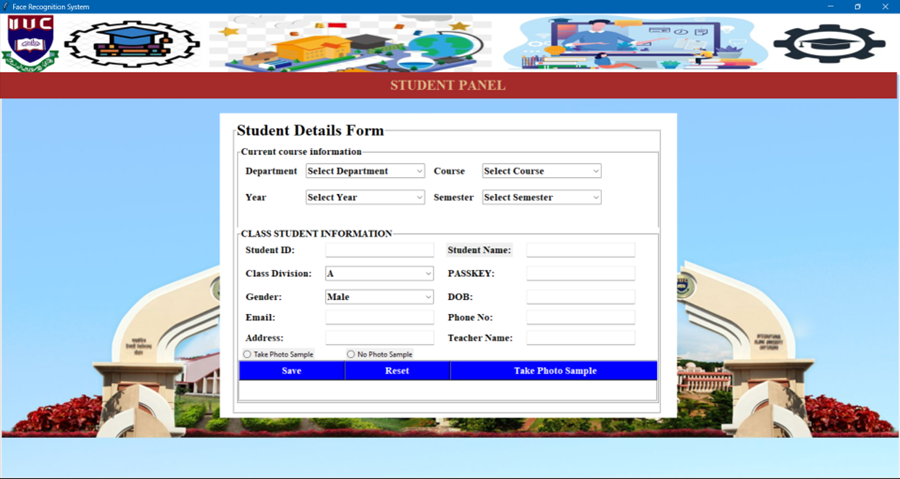 Face Recognition System
IIUC
STUDENT PANEL
Student Details Form
Current course information
Department Select Department Course Select Course
Year Select Year Semester Select Semester
CLASS STUDENT INFORMATION
Student ID: Student Name:
Class Division: A PASSKEY:
Gender: Male DOB:
Email: Phone No:
Address: Teacher Name:
Take Photo Sample No Photo Sample
Save Reset Take Photo Sample